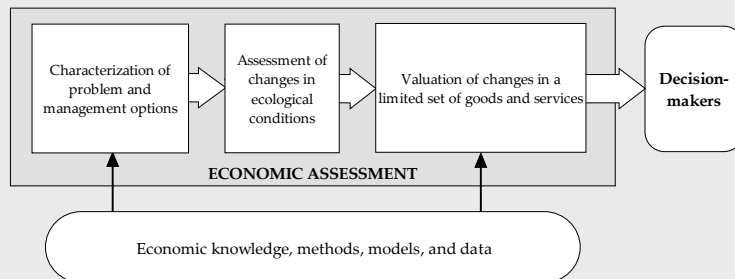 Characterization of
problem and
management options
Assessment of
changes in
ecological
conditions
Valuation of changes in a
limited set of goods and services
Decision-
makers
ECONOMIC ASSESSMENT
Economic knowledge, methods, models, and data